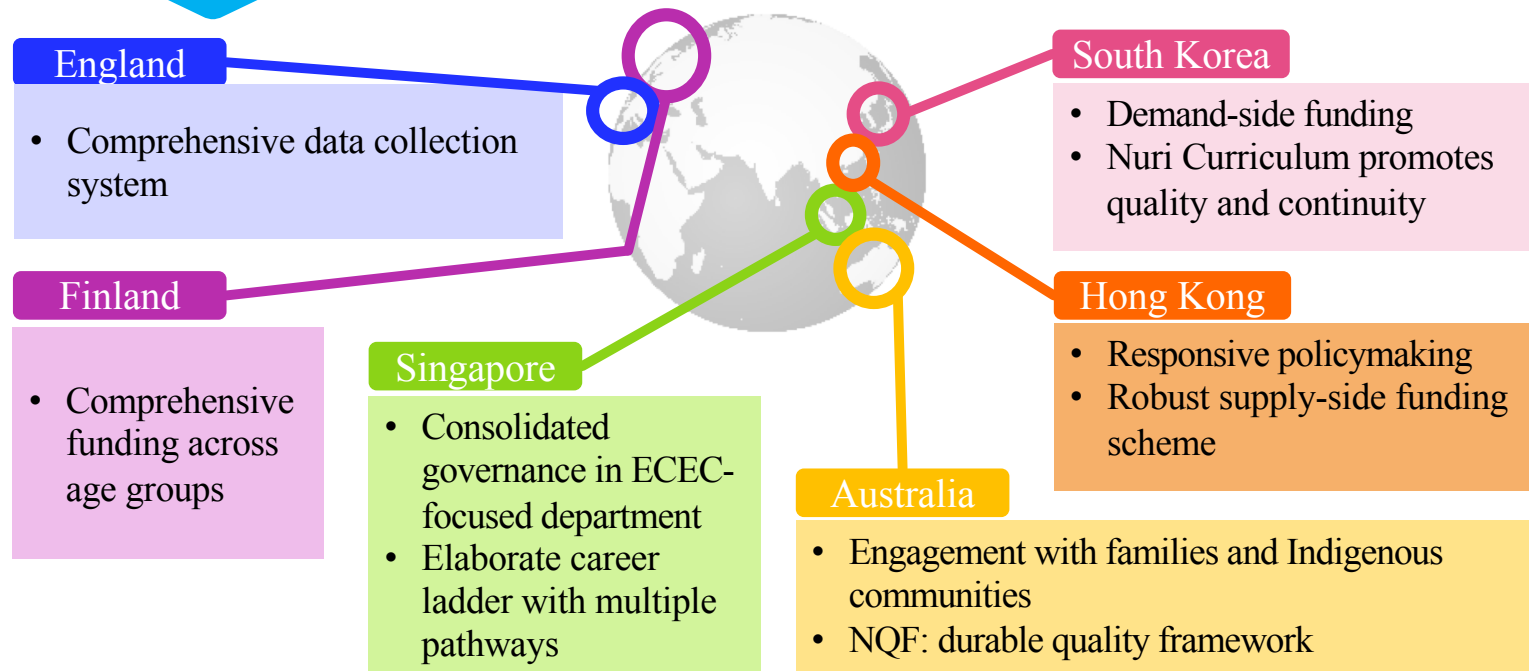 England
• Comprehensive data collection
system
Finland
• Comprehensive
funding across
age groups
Singapore
• Consolidated
governance in ECEC-
focused department
• Elaborate career
ladder with multiple
pathways
South Korea
• Demand-side funding
• Nuri Curriculum promotes
quality and continuity
Hong Kong
• Responsive policymaking
• Robust supply-side funding
scheme
Australia
• Engagement with families and Indigenous
communities
• NQF: durable quality framework